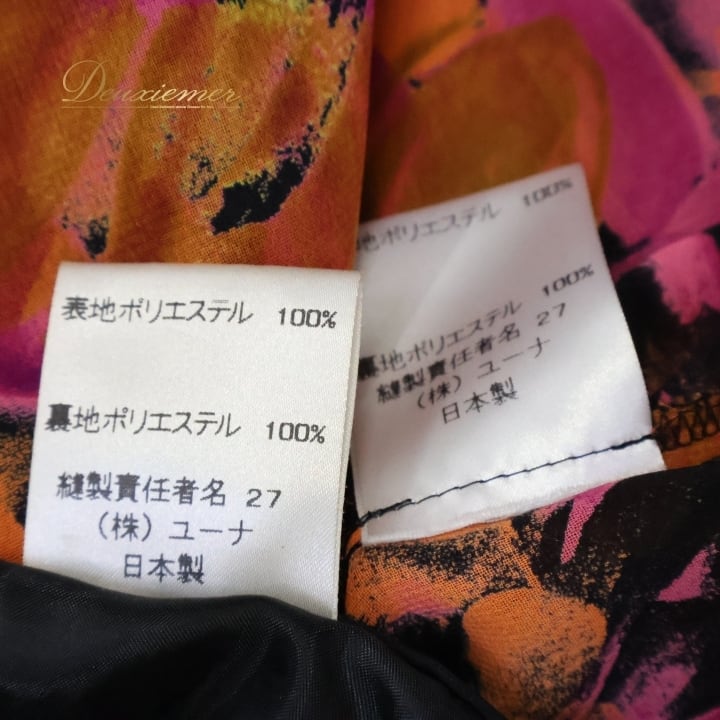 Deuxiemer
表地ポリエステル 100%
裏地ポリエステル 100%
縫製責任者名 27
(株) ユーナ
日本製
地ポリエステル 100%
裏地ポリエステル 100%
縫製責任者名 27
(株) ユーナ
日本製